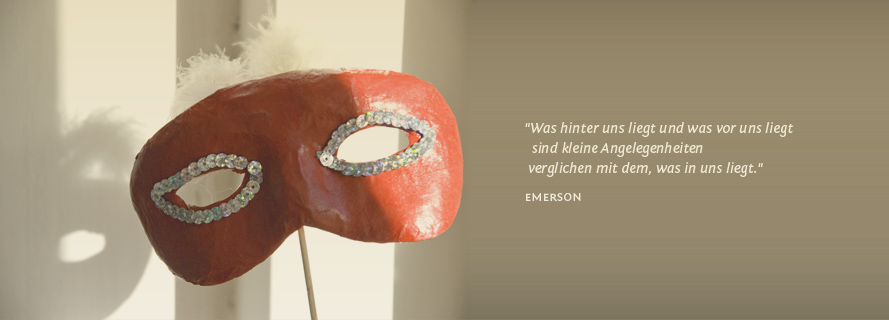 "Was hinter uns liegt und was vor uns liegt
sind kleine Angelegenheiten
verglichen mit dem, was in uns liegt."
EMERSON